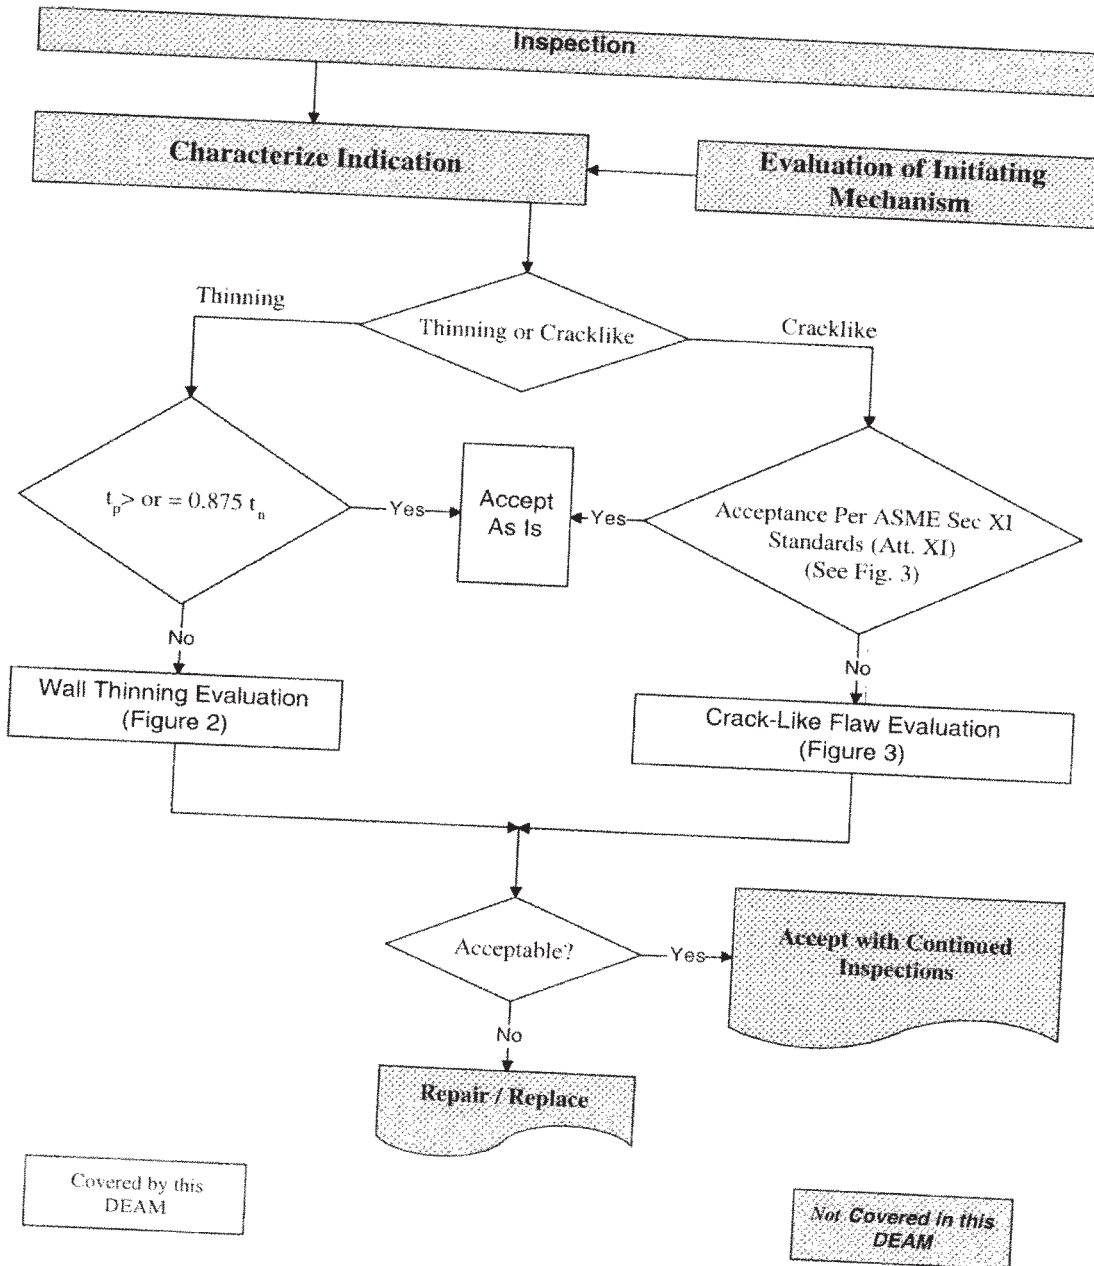 Inspection
Characterize Indication
Evaluation of Initiating
Mechanism
Thinning
Thinning or Cracklike
Cracklike
t_p> or = 0.875 t_n
Yes
Accept
As Is
Yes
Acceptance Per ASME Sec XI
Standards (Att. XI)
(See Fig. 3)
No
No
Wall Thinning Evaluation
(Figure 2)
Crack-Like Flaw Evaluation
(Figure 3)
Acceptable?
Yes
Accept with Continued
Inspections
No
Repair / Replace
Covered by this
DEAM
Not Covered in this
DEAM